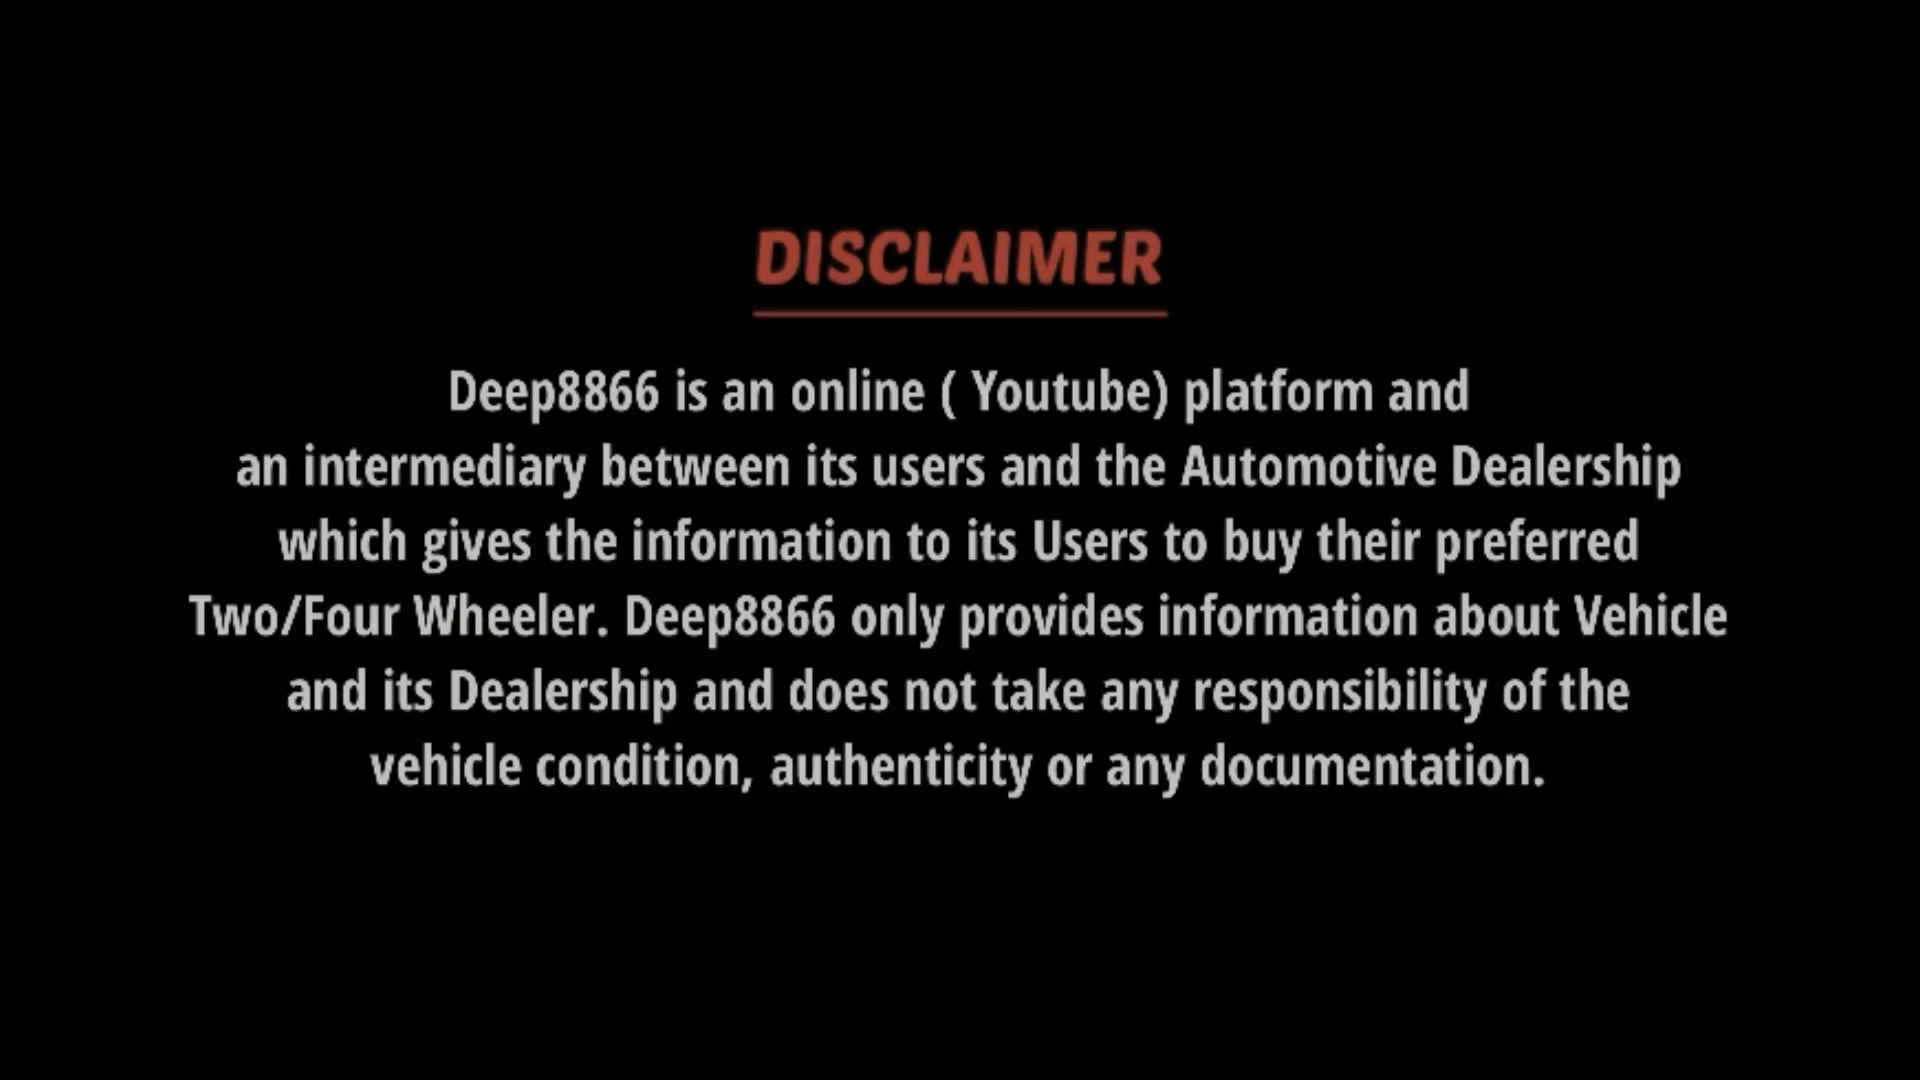 DISCLAIMER
Deep8866 is an online ( Youtube) platform and
an intermediary between its users and the Automotive Dealership
which gives the information to its Users to buy their preferred
Two/Four Wheeler. Deep8866 only provides information about Vehicle
and its Dealership and does not take any responsibility of the
vehicle condition, authenticity or any documentation.